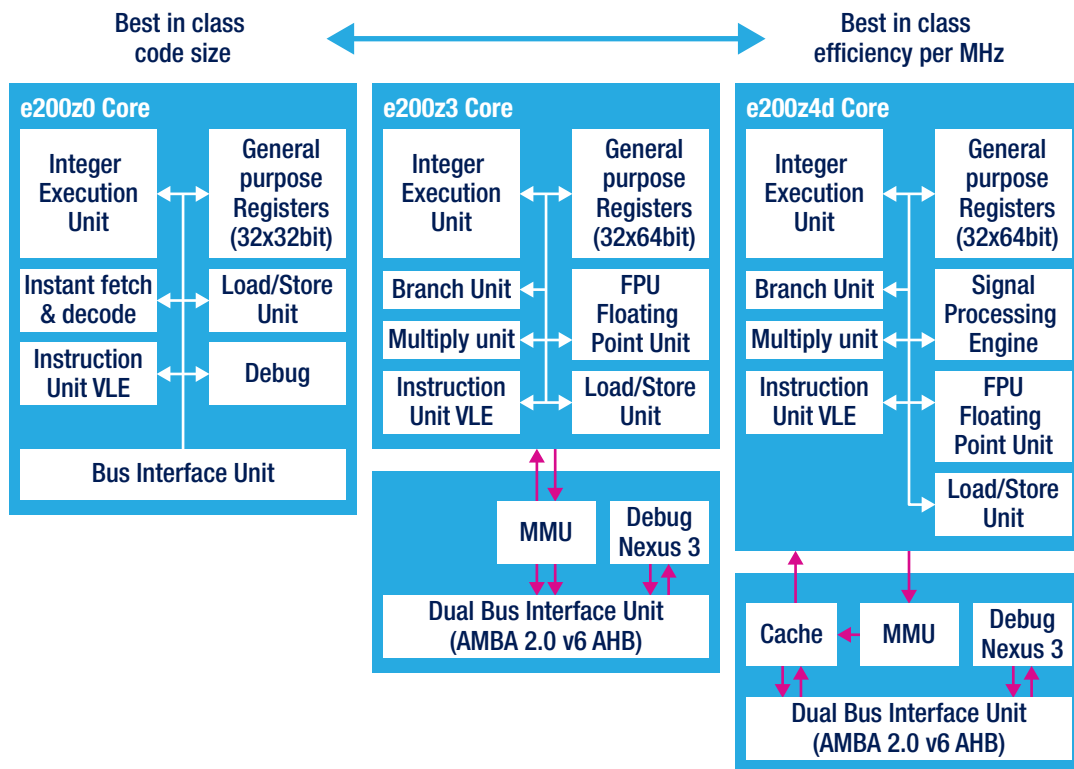 Best in class
code size
Best in class
efficiency per MHz
e200z0 Core
Integer
Execution
Unit
General
purpose
Registers
(32x32bit)
Instant fetch
& decode
Load/Store
Unit
Instruction
Unit VLE
Debug
Bus Interface Unit
e200z3 Core
Integer
Execution
Unit
General
purpose
Registers
(32x64bit)
Branch Unit
FPU
Floating
Point Unit
Multiply unit
Instruction
Unit VLE
Load/Store
Unit
MMU
Debug
Nexus 3
Dual Bus Interface Unit
(AMBA 2.0 v6 AHB)
e200z4d Core
Integer
Execution
Unit
General
purpose
Registers
(32x64bit)
Branch Unit
Signal
Processing
Engine
Multiply unit
Instruction
Unit VLE
FPU
Floating
Point Unit
Load/Store
Unit
Cache
MMU
Debug
Nexus 3
Dual Bus Interface Unit
(AMBA 2.0 v6 AHB)